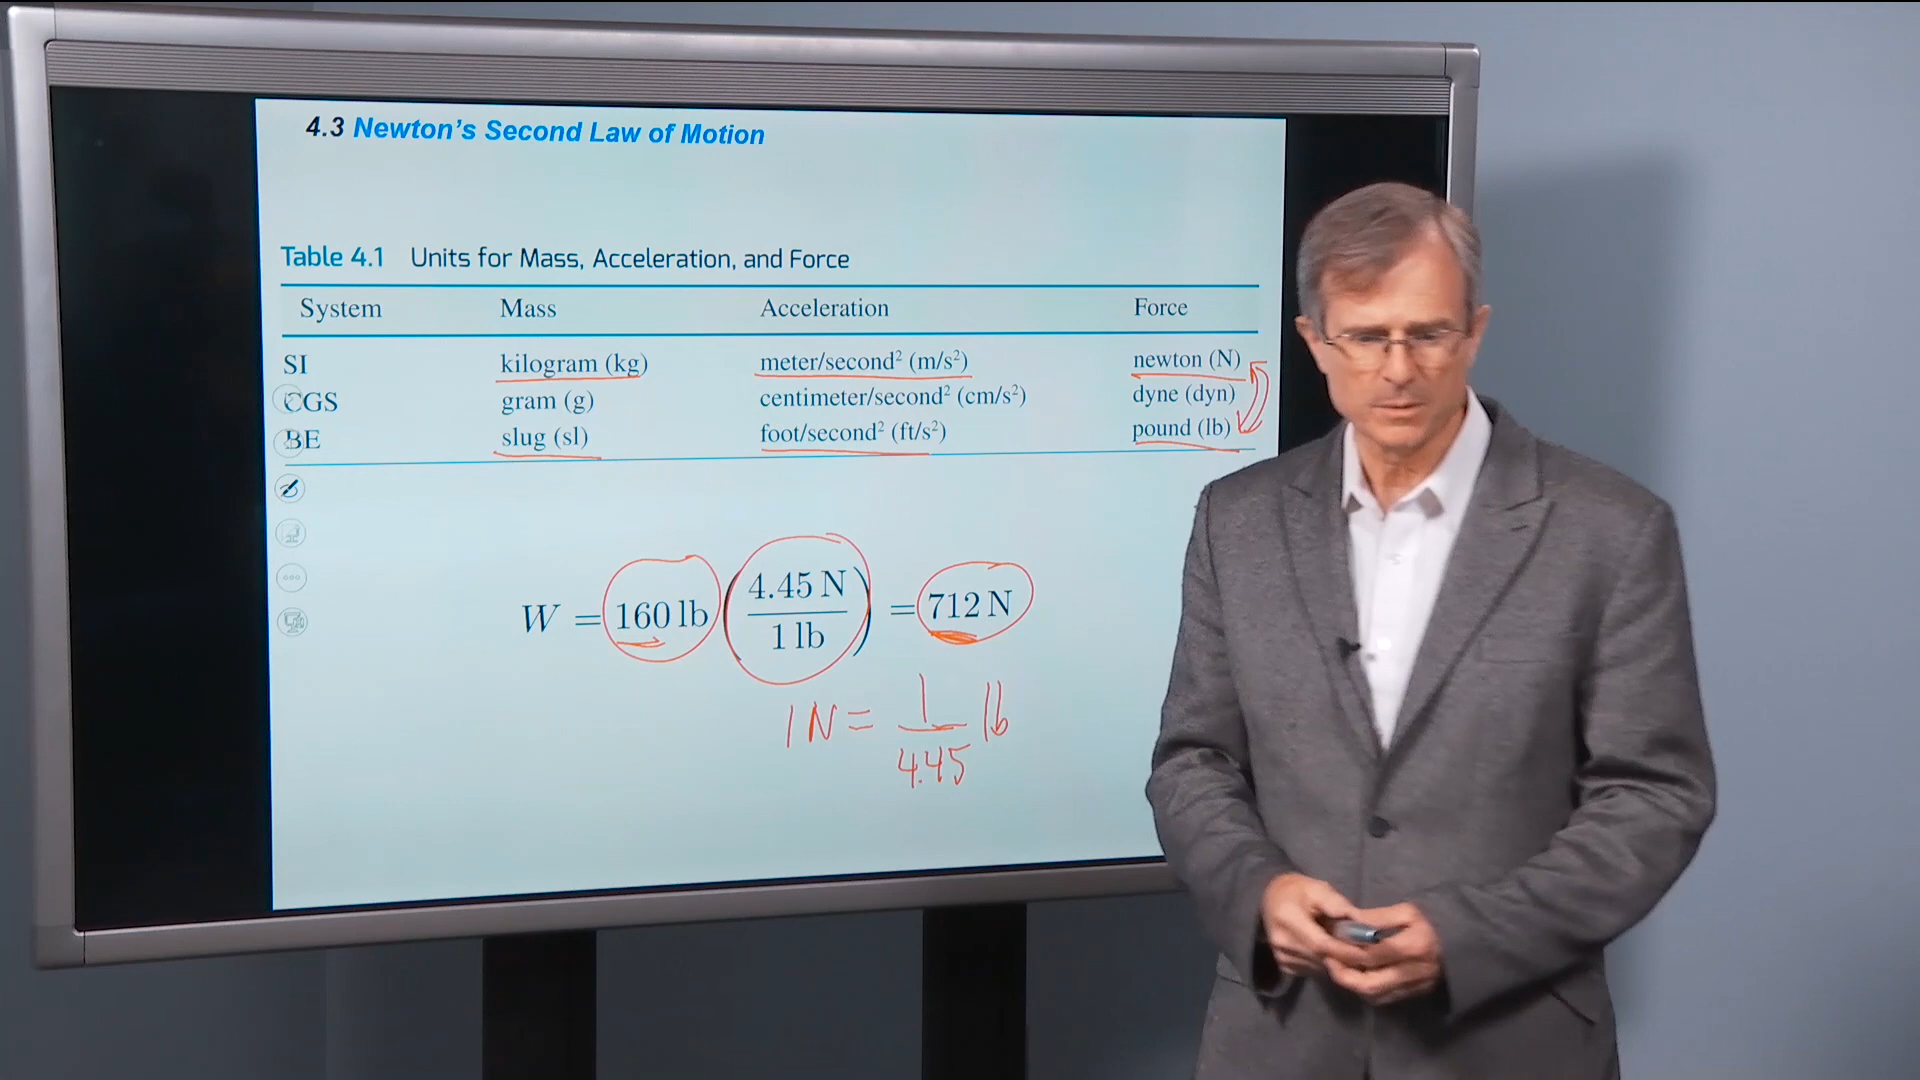 4.3 Newton's Second Law of Motion
Table 4.1 Units for Mass, Acceleration, and Force
System Mass Acceleration Force
SI kilogram (kg) meter/second² (m/s²) newton (N)
CGS gram (g) centimeter/second² (cm/s²) dyne (dyn)
BE slug (sl) foot/second² (ft/s²) pound (lb)
W = 160 lb (4.45 N / 1 lb) = 712 N
1 N = 1/4.45 lb